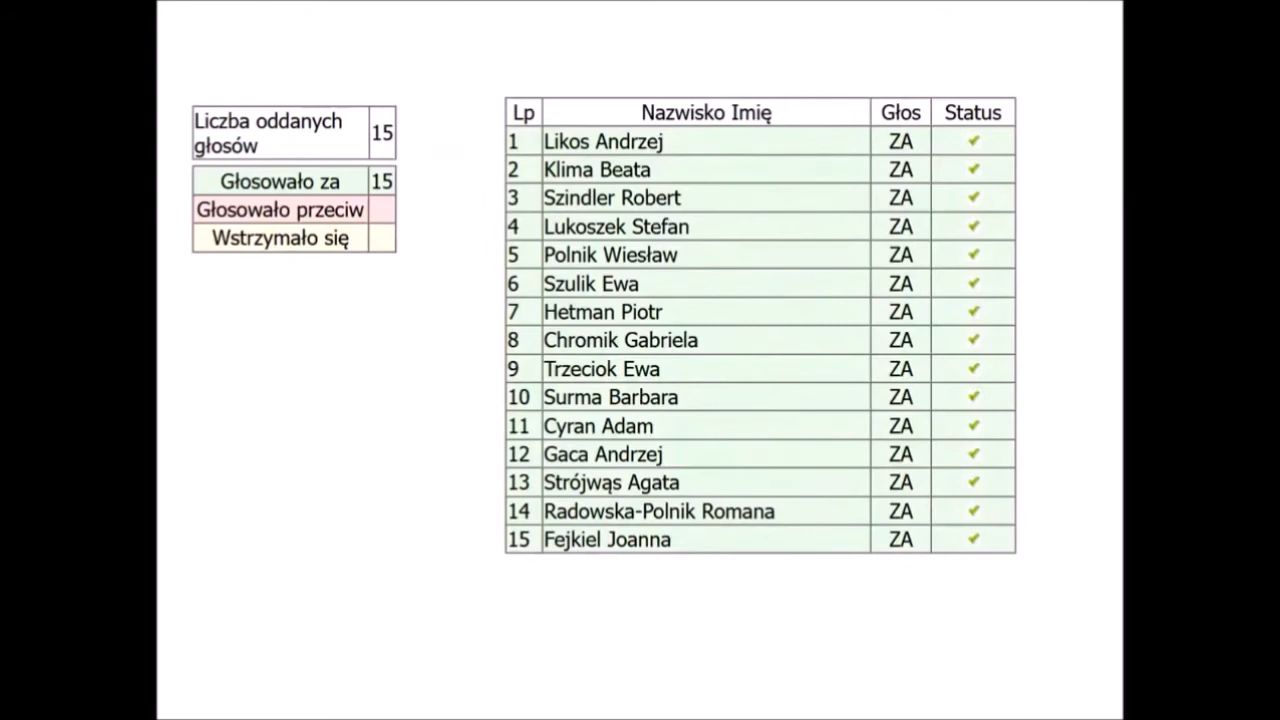 Liczba oddanych
głosów 15
Głosowało za 15
Głosowało przeciw
Wstrzymało się
Lp Nazwisko Imię Głos Status
1 Likos Andrzej ZA
2 Klima Beata ZA
3 Szindler Robert ZA
4 Lukoszek Stefan ZA
5 Polnik Wiesław ZA
6 Szulik Ewa ZA
7 Hetman Piotr ZA
8 Chromik Gabriela ZA
9 Trzeciok Ewa ZA
10 Surma Barbara ZA
11 Cyran Adam ZA
12 Gaca Andrzej ZA
13 Strójwąs Agata ZA
14 Radowska-Polnik Romana ZA
15 Fejkiel Joanna ZA